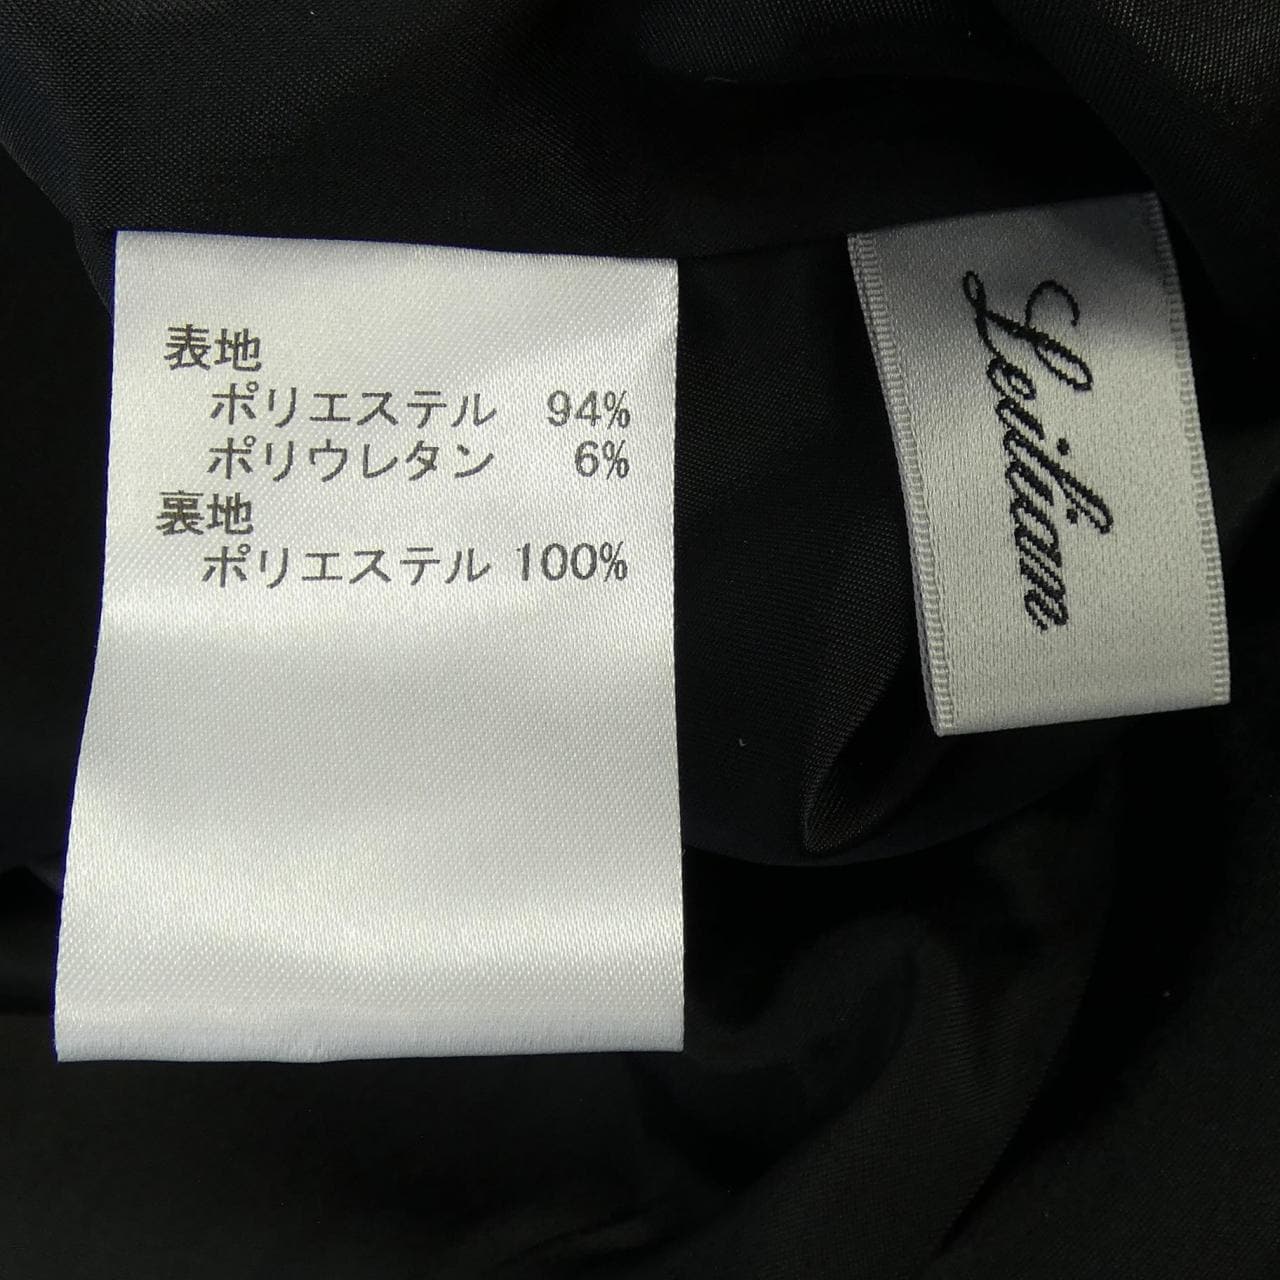 表地
ポリエステル 94%
ポリウレタン 6%
裏地
ポリエステル 100%
Leilian